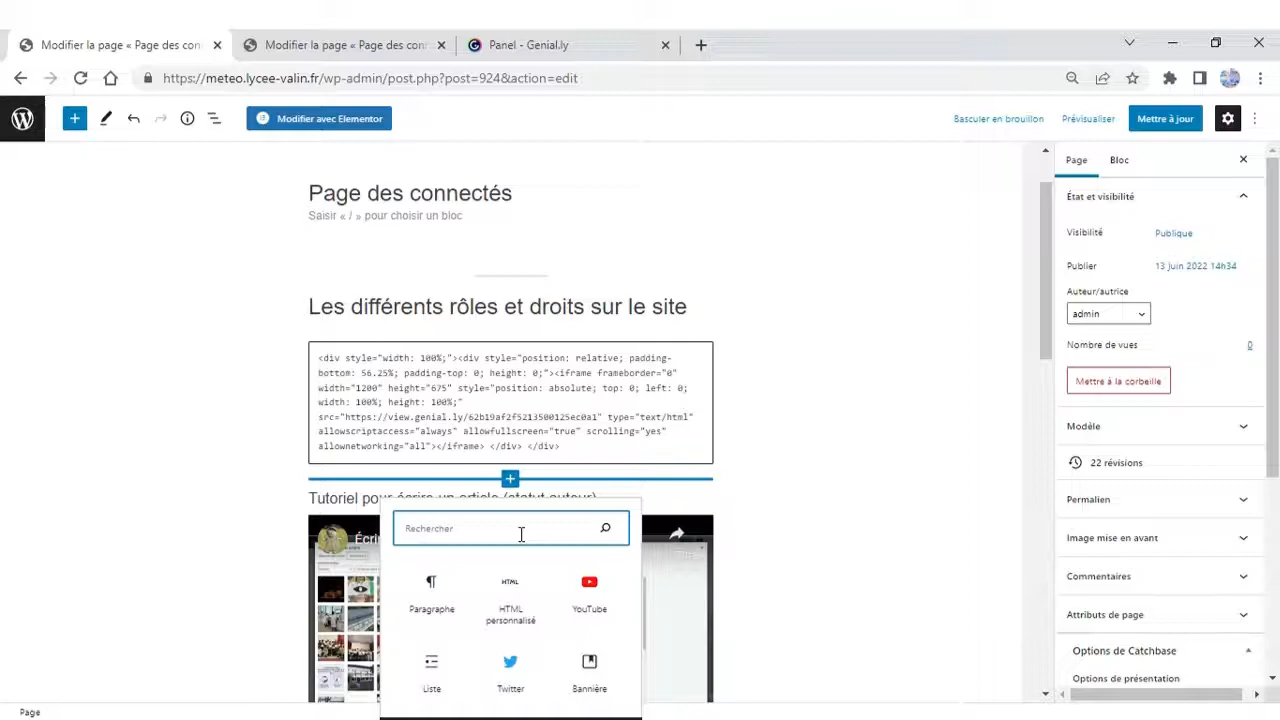 Modifier la page « Page des con
Modifier la page « Page des con
Panel - Genial.ly
https://meteo.lycee-valin.fr/wp-admin/post.php?post=924&action=edit
Modifier avec Elementor
Basculer en brouillon
Prévisualiser
Mettre à jour
Page des connectés
Saisir « / » pour choisir un bloc
Les différents rôles et droits sur le site
<div style="width: 100%;"><div style="position: relative; padding-
bottom: 56.25%; padding-top: 0; height: 0;"><iframe frameborder="0"
width="1200" height="675" style="position: absolute; top: 0; left: 0;
width: 100%; height: 100%;"
src="https://view.genial.ly/62b19af2f5213500125ec0a1" type="text/html"
allowscriptaccess="always" allowfullscreen="true" scrolling="yes"
allownetworking="all"></iframe> </div> </div>
Tutoriel pour écrire un article (statut auteur)
Écri
Rechercher
Paragraphe
HTML
HTML
personnalisé
YouTube
Liste
Twitter
Bannière
Page
Bloc
État et visibilité
Visibilité
Publique
Publier
13 juin 2022 14h34
Auteur/autrice
admin
Nombre de vues
0
Mettre à la corbeille
Modèle
22 révisions
Permalien
Image mise en avant
Commentaires
Attributs de page
Options de Catchbase
Options de présentation
Page